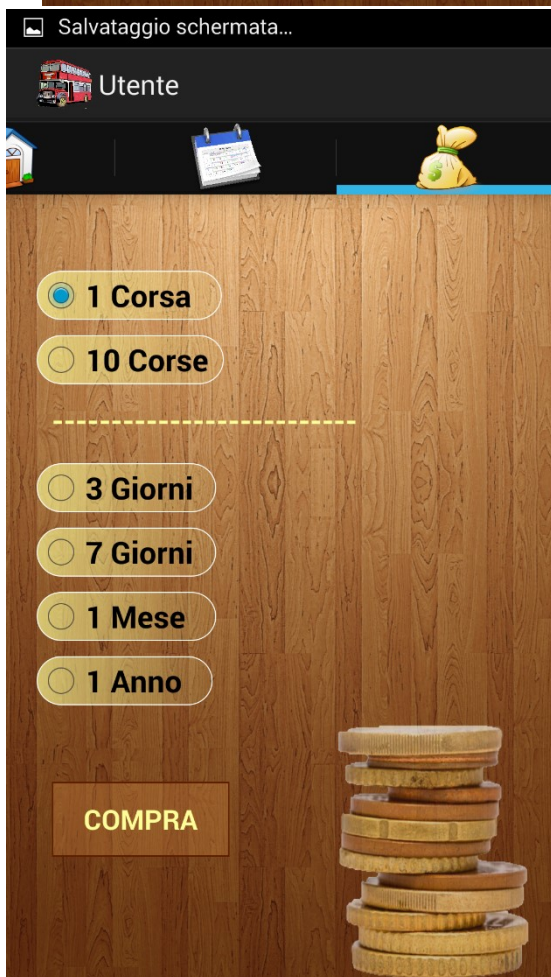 Salvataggio schermata...
Utente
1 Corsa
10 Corse
3 Giorni
7 Giorni
1 Mese
1 Anno
COMPRA